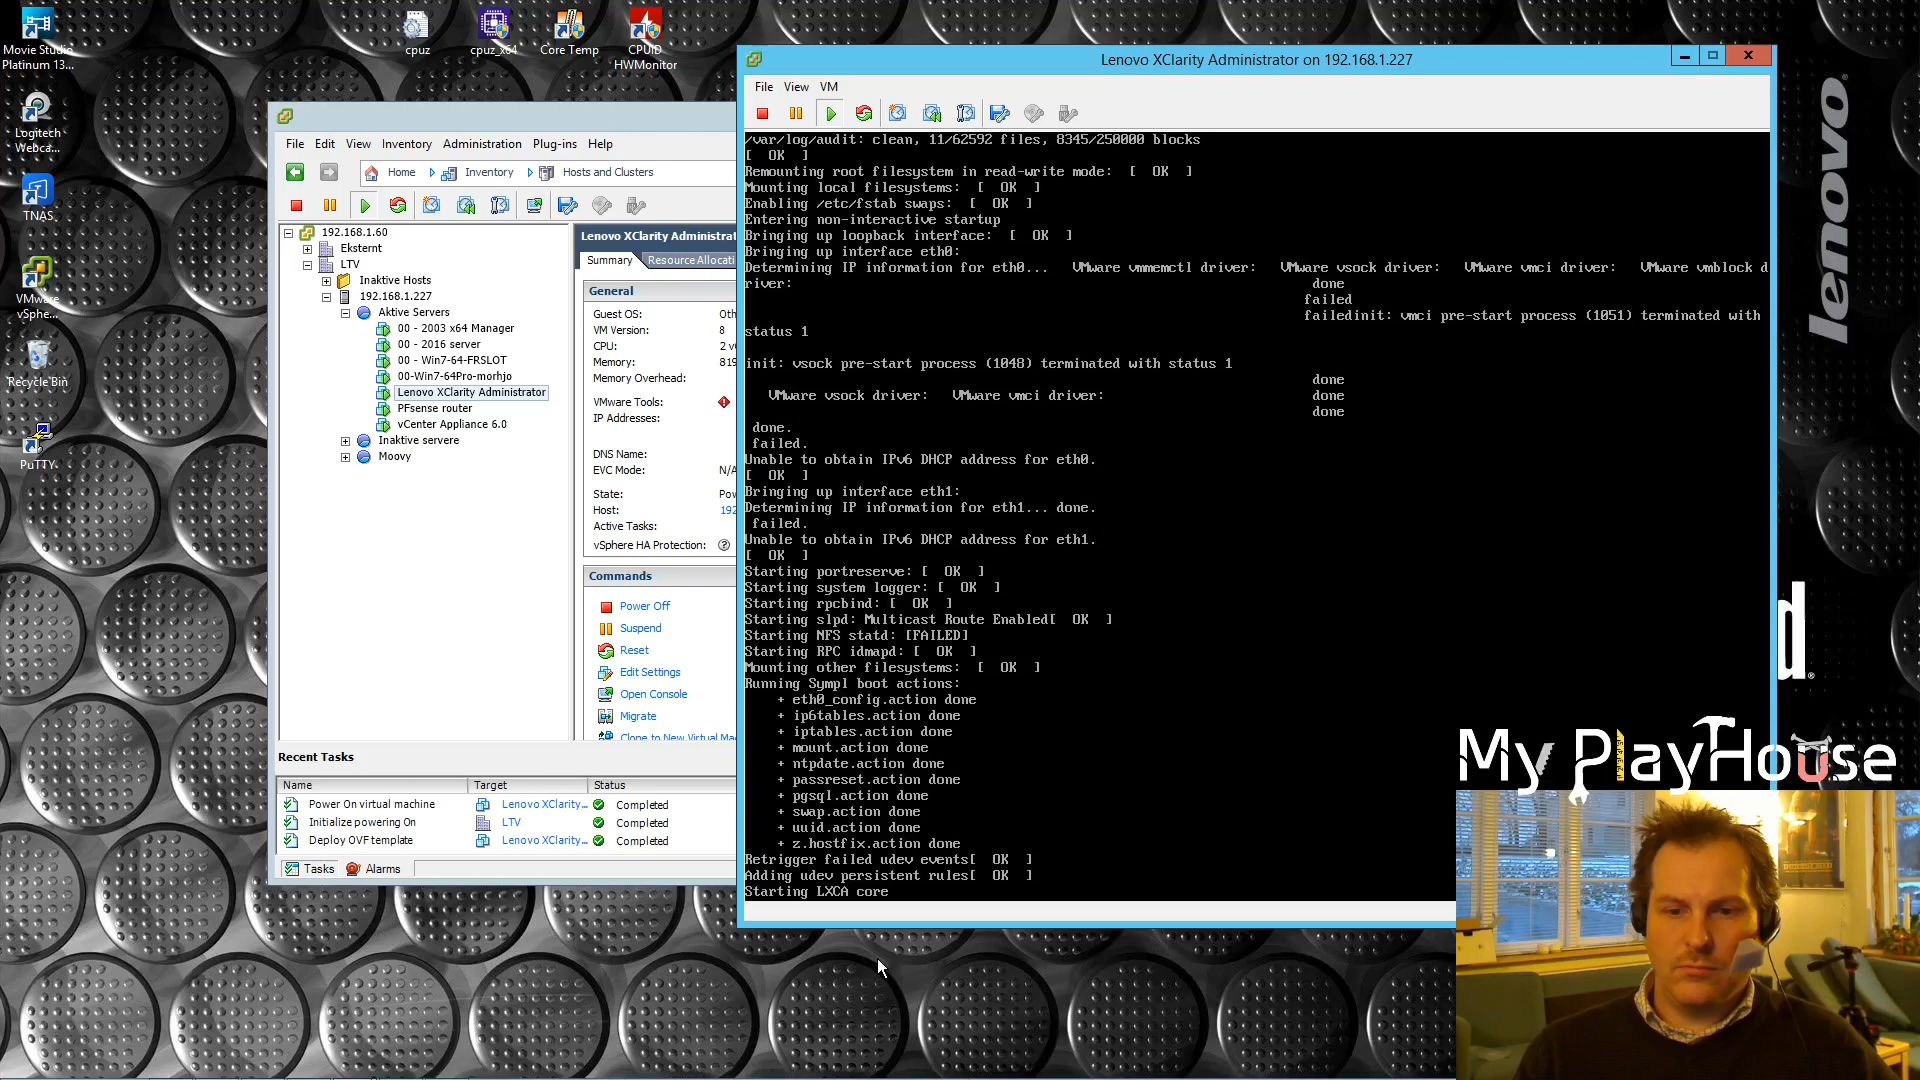 Movie Studio
Platinum 13...
cpuz
cpuz_x64
Core Temp
CPUID
HWMonitor
Logitech
Webca...
TNAS
VMware
vSphe...
Recycle Bin
PuTTY
File Edit View Inventory Administration Plug-ins Help
Home Inventory Hosts and Clusters
192.168.1.60
Eksternt
LTV
Inaktive Hosts
192.168.1.227
Aktive Servers
00 - 2003 x64 Manager
00 - 2016 server
00 - Win7-64-FRSLOT
00-Win7-64Pro-morhjo
Lenovo XClarity Administrator
PFsense router
vCenter Appliance 6.0
Inaktive servere
Moovy
Lenovo XClarity Administrat
Summary Resource Allocati
General
Guest OS: Oth
VM Version: 8
CPU: 2 v
Memory: 819
Memory Overhead:
VMware Tools:
IP Addresses:
DNS Name:
EVC Mode: N/A
State: Pow
Host: 192
Active Tasks:
vSphere HA Protection:
Commands
Power Off
Suspend
Reset
Edit Settings
Open Console
Migrate
Clone to New Virtual Ma
Recent Tasks
Name Target Status
Power On virtual machine Lenovo XClarity... Completed
Initialize powering On LTV Completed
Deploy OVF template Lenovo XClarity... Completed
Tasks Alarms
Lenovo XClarity Administrator on 192.168.1.227
File View VM
/var/log/audit: clean, 11/62592 files, 8345/250000 blocks
[ OK ]
Remounting root filesystem in read-write mode: [ OK ]
Mounting local filesystems: [ OK ]
Enabling /etc/fstab swaps: [ OK ]
Entering non-interactive startup
Bringing up loopback interface: [ OK ]
Bringing up interface eth0:
Determining IP information for eth0... VMware vmmemctl driver: VMware vsock driver: VMware vmci driver: VMware vmblock d
river: done
failed
failedinit: vmci pre-start process (1051) terminated with
status 1
init: vsock pre-start process (1048) terminated with status 1
done
VMware vsock driver: VMware vmci driver: done
done
done.
failed.
Unable to obtain IPv6 DHCP address for eth0.
[ OK ]
Bringing up interface eth1:
Determining IP information for eth1... done.
failed.
Unable to obtain IPv6 DHCP address for eth1.
[ OK ]
Starting portreserve: [ OK ]
Starting system logger: [ OK ]
Starting rpcbind: [ OK ]
Starting slpd: Multicast Route Enabled[ OK ]
Starting NFS statd: [FAILED]
Starting RPC idmapd: [ OK ]
Mounting other filesystems: [ OK ]
Running Sympl boot actions:
+ eth0_config.action done
+ ip6tables.action done
+ iptables.action done
+ mount.action done
+ ntpdate.action done
+ passreset.action done
+ pgsql.action done
+ swap.action done
+ uuid.action done
+ z.hostfix.action done
Retrigger failed udev events[ OK ]
Adding udev persistent rules[ OK ]
Starting LXCA core
lenovo
d
My PlayHouse